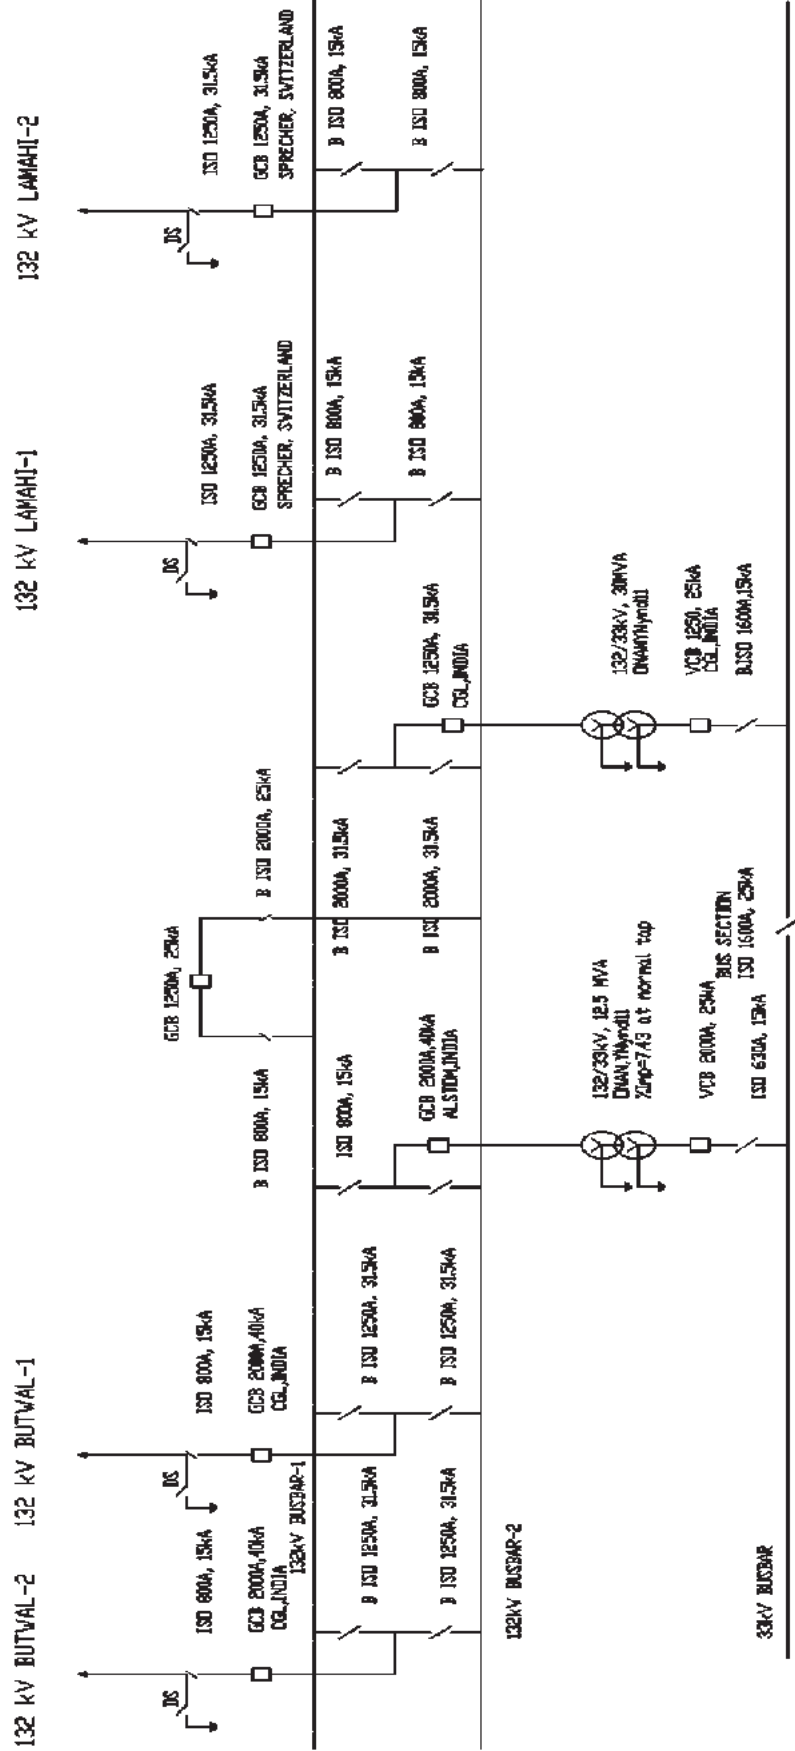 132 kV BUTWAL-2
132 kV BUTWAL-1
132 kV LAMAHI-1
132 kV LAMAHI-2
DS
ISO 800A, 15kA
GCB 2000A,40kA
CGL,INDIA
DS
ISO 800A, 15kA
GCB 2000A,40kA
CGL,INDIA
132kV BUSBAR-1
B ISO 1250A, 31.5kA
B ISO 1250A, 31.5kA
B ISO 1250A, 31.5kA
B ISO 1250A, 31.5kA
GCB 1250A, 25kA
B ISO 800A, 15kA
B ISO 2000A, 25kA
ISO 800A, 15kA
GCB 2000A,40kA
ALSTOM,INDIA
B ISO 2000A, 31.5kA
B ISO 2000A, 31.5kA
GCB 1250A, 31.5kA
CGL,INDIA
DS
ISO 1250A, 31.5kA
GCB 1250A, 31.5kA
SPRECHER, SWITZERLAND
B ISO 800A, 15kA
B ISO 800A, 15kA
DS
ISO 1250A, 31.5kA
GCB 1250A, 31.5kA
SPRECHER, SWITZERLAND
B ISO 800A, 15kA
B ISO 800A, 15kA
132kV BUSBAR-2
132/33kV, 12.5 MVA
%Imp=7.43 at normal tap
VCB 2000A, 25kA
ISO 630A, 15kA
BUS SECTION
ISO 1600A, 25kA
132/33kV, 30MVA
VCB 1250, 25kA
CGL,INDIA
B.ISO 1600A,15kA
33kV BUSBAR